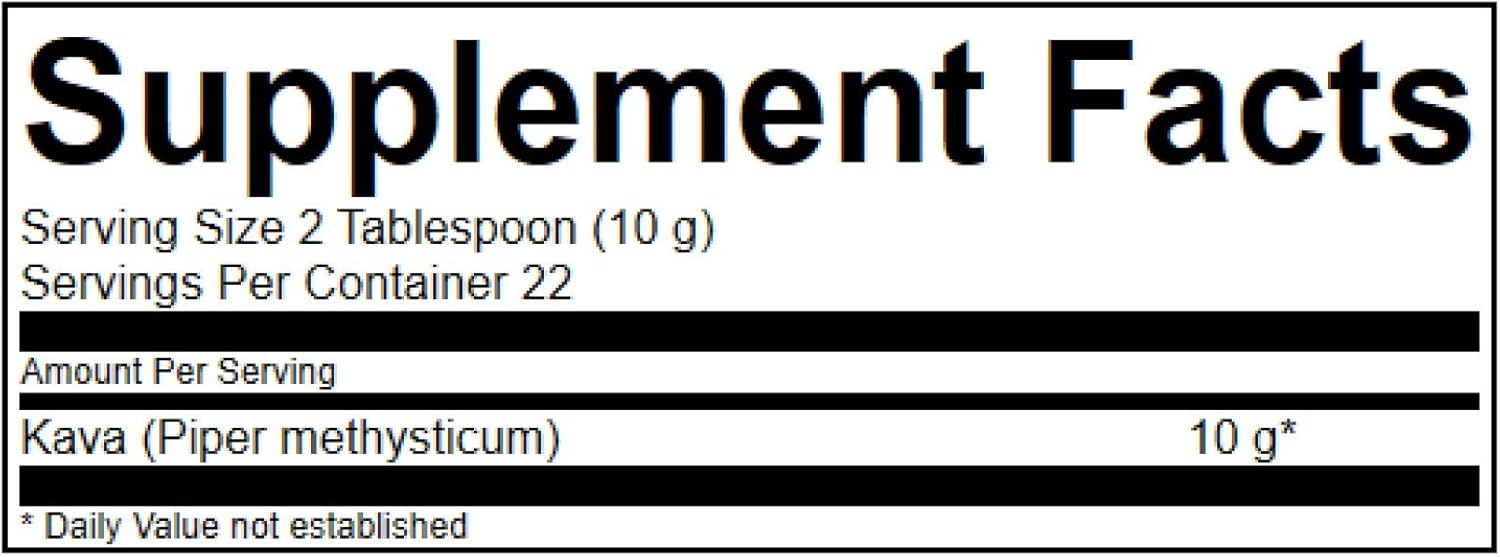 Supplement Facts
Serving Size 2 Tablespoon (10 g)
Servings Per Container 22
Amount Per Serving
Kava (Piper methysticum) 10 g*
* Daily Value not established